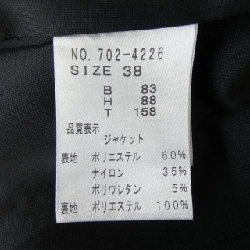 NO. 702-4226
SIZE 38
B 83
H 88
T 158
品質表示
ジャケット
表地 ポリエステル 60%
ナイロン 35%
ポリウレタン 5%
裏地 ポリエステル 100%